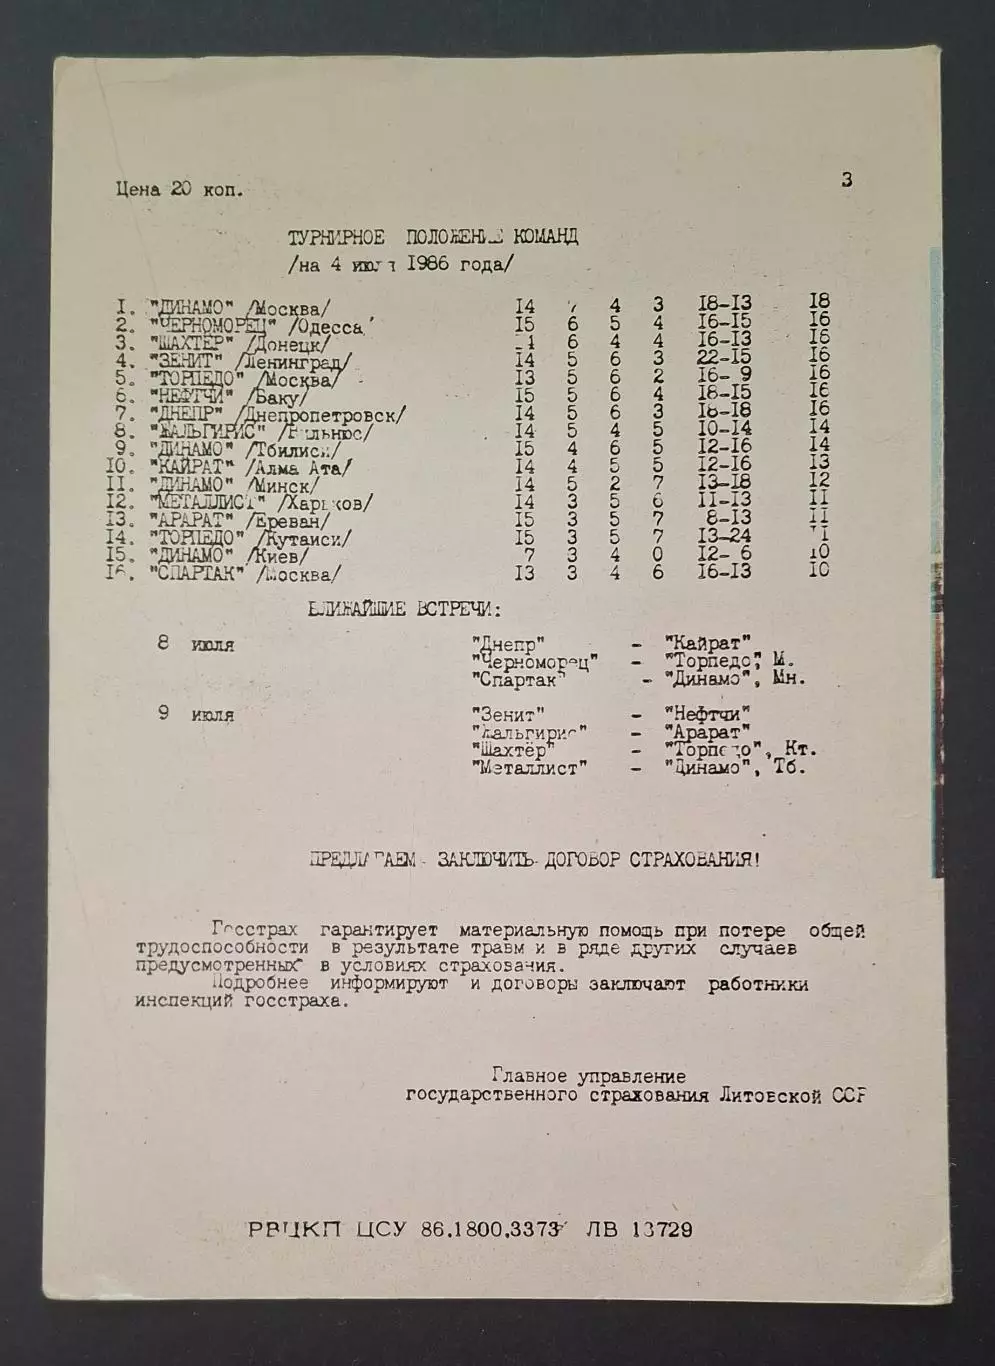 Цена 20 коп.
3
ТУРНИРНОЕ ПОЛОЖЕНИЕ КОМАНД
/на 4 июля 1986 года/
1. "ДИНАМО" /Москва/ 14 7 4 3 18-13 18
2. "ЧЕРНОМОРЕЦ" /Одесса 15 6 5 4 16-15 16
3. "ШАХТЁР" /Донецк/ 6 4 4 16-13 16
4. "ЗЕНИТ" /Ленинград/ 14 5 6 3 22-15 16
5. "ТОРПЕДО" /Москва/ 13 5 6 2 16- 9 16
6. "НЕФТЧИ" /Баку/ 15 5 6 4 18-15 16
7. "ДНЕПР" /Днепропетровск/ 14 5 6 3 18-18 16
8. "ЖАЛЬГИРИС" /Вильнюс/ 14 5 4 5 10-14 14
9. "ДИНАМО" /Тбилиси/ 15 4 6 5 12-16 14
10. "КАЙРАТ" /Алма Ата/ 14 4 5 5 12-16 13
11. "ДИНАМО" /Минск/ 14 5 2 7 13-18 12
12. "МЕТАЛЛИСТ" /Харьков/ 14 3 5 6 11-13 11
13. "АРАРАТ" /Ереван/ 15 3 5 7 8-13 11
14. "ТОРПЕДО" /Кутаиси/ 15 3 5 7 13-24 11
15. "ДИНАМО" /Киев/ 7 3 4 0 12- 6 10
16. "СПАРТАК" /Москва/ 13 3 4 6 16-13 10
БЛИЖАЙШИЕ ВСТРЕЧИ:
8 июля "Днепр" - "Кайрат"
"Черноморец" - "Торпедо", М.
"Спартак" - "Динамо", Мн.
9 июля "Зенит" - "Нефтчи"
"Жальгирис" - "Арарат"
"Шахтёр" - "Торпедо", Кт.
"Металлист" - "Динамо", Тб.
ПРЕДЛАГАЕМ - ЗАКЛЮЧИТЬ- ДОГОВОР СТРАХОВАНИЯ!
Госстрах гарантирует материальную помощь при потере общей
трудоспособности в результате травм и в ряде других случаев
предусмотренных в условиях страхования.
Подробнее информируют и договоры заключают работники
инспекций госстраха.
Главное управление
государственного страхования Литовской ССР
РВЦКП ЦСУ 86.1800.3373 ЛВ 13729